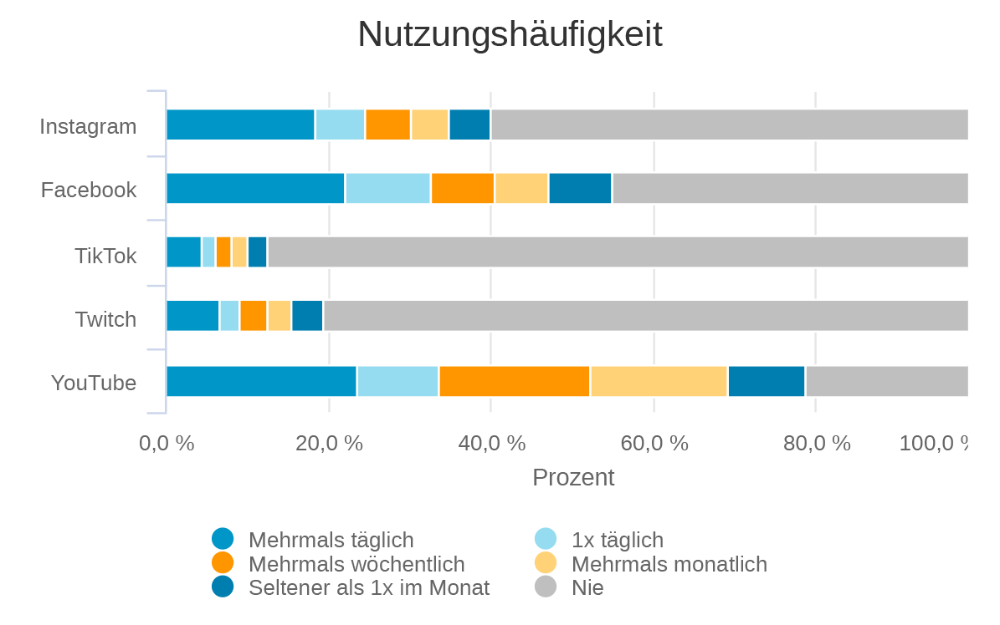 Nutzungshäufigkeit
Instagram
Facebook
TikTok
Twitch
YouTube
0,0 % 20,0 % 40,0 % 60,0 % 80,0 % 100,0 %
Prozent
Mehrmals täglich 1x täglich
Mehrmals wöchentlich Mehrmals monatlich
Seltener als 1x im Monat Nie